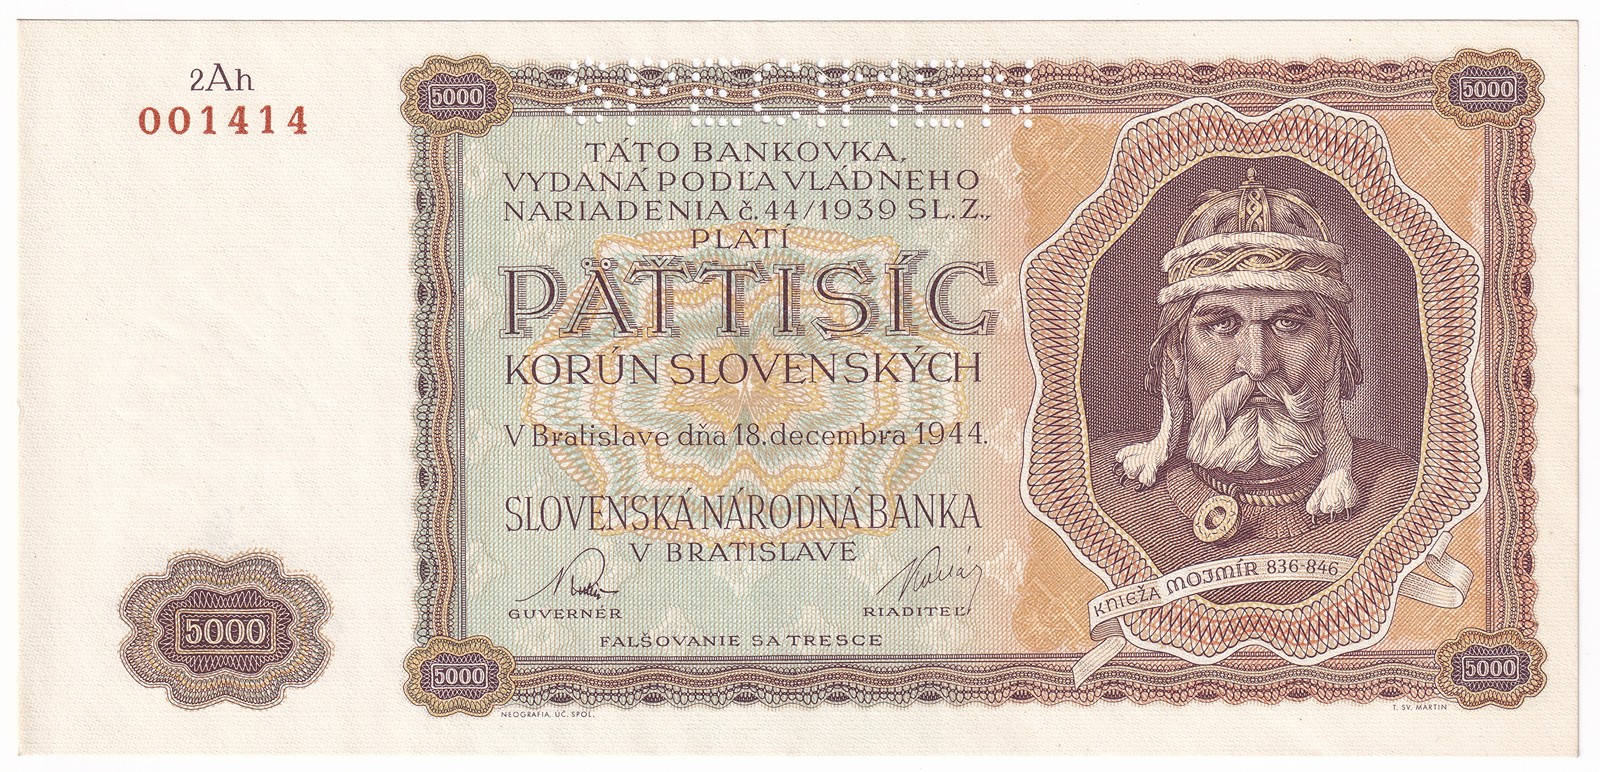 2Ah
001414
5000
5000
SPECIMEN
TÁTO BANKOVKA,
VYDANÁ PODĽA VLÁDNEHO
NARIADENIA č. 44/1939 SL. Z.,
PLATÍ
PÄŤTISÍC
KORÚN SLOVENSKÝCH
V Bratislave dňa 18. decembra 1944.
SLOVENSKÁ NÁRODNÁ BANKA
V BRATISLAVE
GUVERNÉR
RIADITEĽ
FALŠOVANIE SA TRESCE
KNIEŽA MOJMÍR 836-846
5000
5000
5000
NEOGRAFIA, ÚČ. SPOL.
T. SV. MARTIN